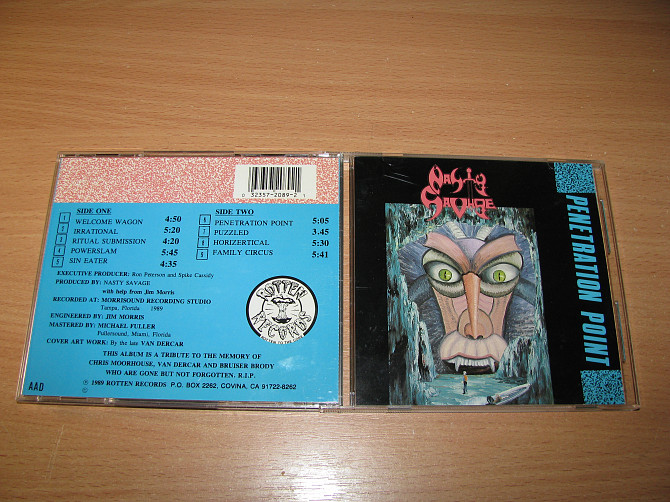 0 32357-2089-2 1
SIDE ONE
1 WELCOME WAGON 4:50
2 IRRATIONAL 5:20
3 RITUAL SUBMISSION 4:20
4 POWERSLAM 5:45
5 SIN EATER 4:35
SIDE TWO
6 PENETRATION POINT 5:05
7 PUZZLED 3.45
8 HORIZERTICAL 5:30
9 FAMILY CIRCUS 5:41
EXECUTIVE PRODUCER: Ron Peterson and Spike Cassidy
PRODUCED BY: NASTY SAVAGE
with help from Jim Morris
RECORDED AT: MORRISOUND RECORDING STUDIO
Tampa, Florida 1989
ENGINEERED BY: JIM MORRIS
MASTERED BY: MICHAEL FULLER
Fullersound, Miami, Florida
COVER ART WORK: By the late VAN DERCAR
THIS ALBUM IS A TRIBUTE TO THE MEMORY OF
CHRIS MOORHOUSE, VAN DERCAR AND BRUISER BRODY
WHO ARE GONE BUT NOT FORGOTTEN. R.I.P.
AAD
℗ 1989 ROTTEN RECORDS P.O. BOX 2262, COVINA, CA 91722-8262
©
ROTTEN
RECORDS
ROTTEN TO THE CORE
NASTY
SAVAGE
PENETRATION POINT